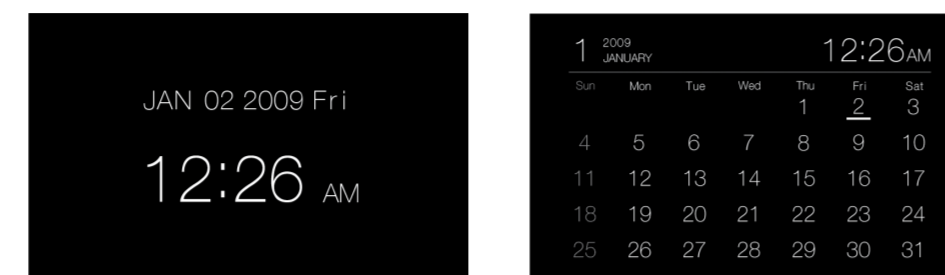 JAN 02 2009 Fri
12:26 AM
1 2009 JANUARY 12:26AM
Sun Mon Tue Wed Thu Fri Sat
1 2 3
4 5 6 7 8 9 10
11 12 13 14 15 16 17
18 19 20 21 22 23 24
25 26 27 28 29 30 31